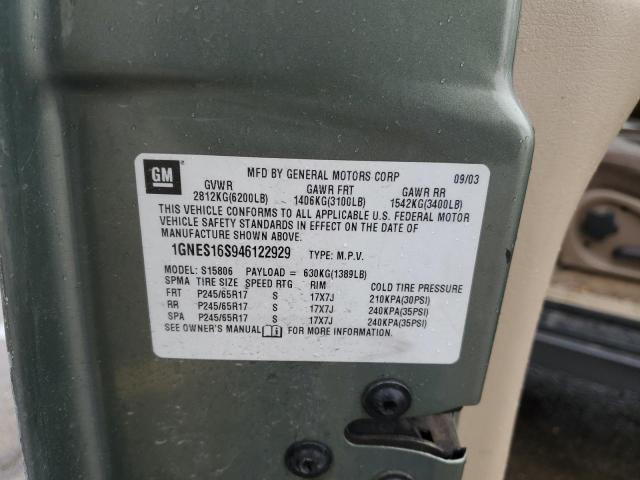 GM
MFD BY GENERAL MOTORS CORP 09/03
GVWR GAWR FRT GAWR RR
2812KG(6200LB) 1406KG(3100LB) 1542KG(3400LB)
THIS VEHICLE CONFORMS TO ALL APPLICABLE U.S. FEDERAL MOTOR
VEHICLE SAFETY STANDARDS IN EFFECT ON THE DATE OF
MANUFACTURE SHOWN ABOVE.
1GNES16S946122929 TYPE: M.P.V.
MODEL: S15806 PAYLOAD = 630KG(1389LB)
SPMA TIRE SIZE SPEED RTG RIM COLD TIRE PRESSURE
FRT P245/65R17 S 17X7J 210KPA(30PSI)
RR P245/65R17 S 17X7J 240KPA(35PSI)
SPA P245/65R17 S 17X7J 240KPA(35PSI)
SEE OWNER'S MANUAL FOR MORE INFORMATION.